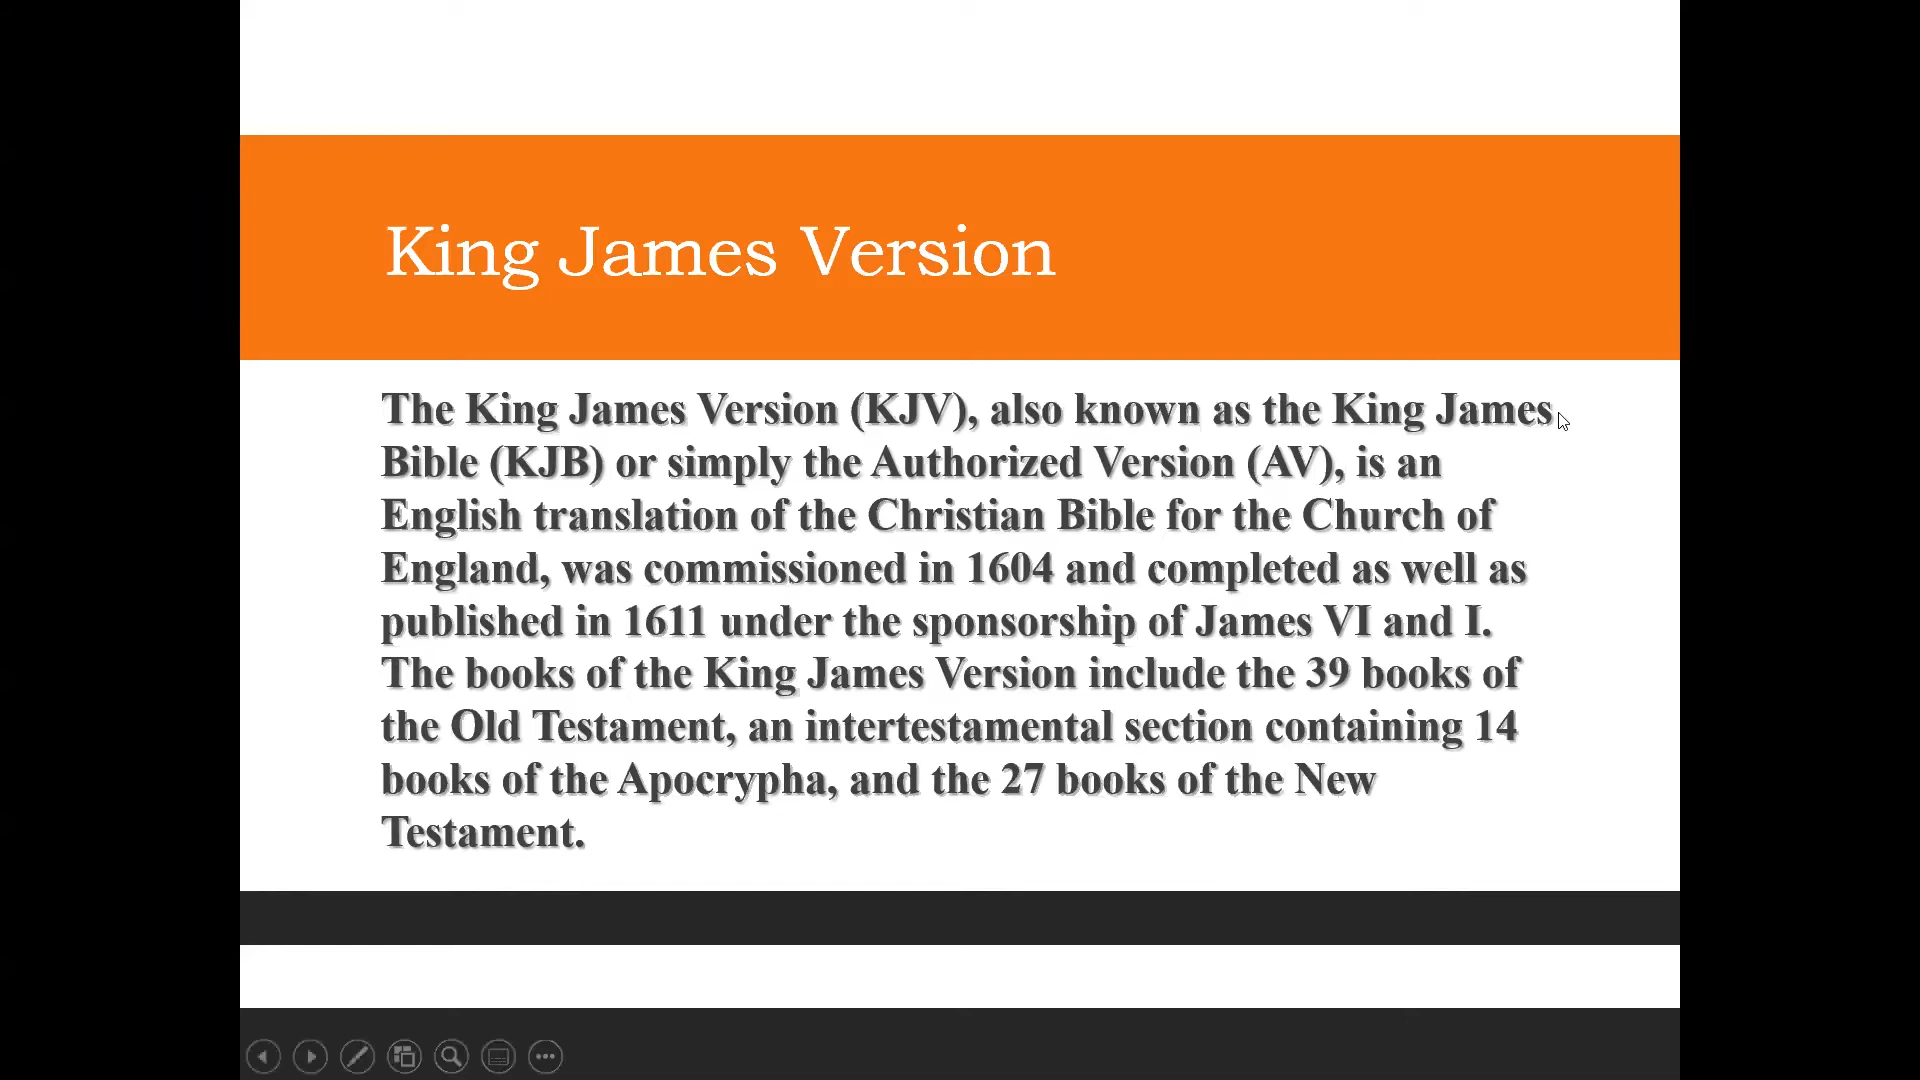 King James Version
The King James Version (KJV), also known as the King James
Bible (KJB) or simply the Authorized Version (AV), is an
English translation of the Christian Bible for the Church of
England, was commissioned in 1604 and completed as well as
published in 1611 under the sponsorship of James VI and I.
The books of the King James Version include the 39 books of
the Old Testament, an intertestamental section containing 14
books of the Apocrypha, and the 27 books of the New
Testament.